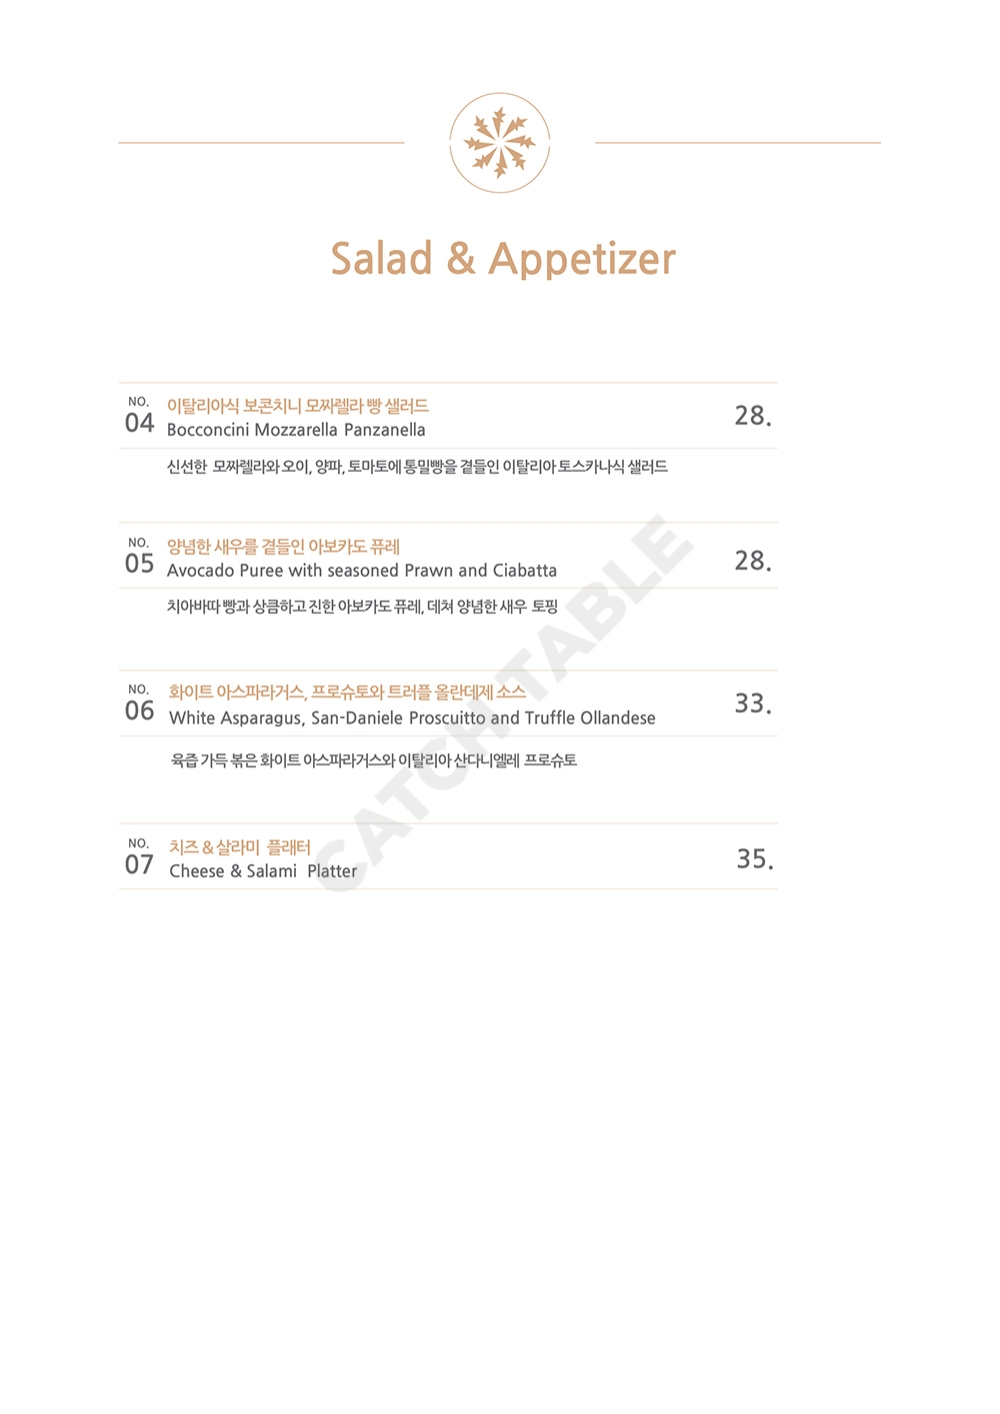 Salad & Appetizer
NO.
04
이탈리아식 보콘치니 모짜렐라 빵 샐러드
Bocconcini Mozzarella Panzanella
28.
신선한 모짜렐라와 오이, 양파, 토마토에 통밀빵을 곁들인 이탈리아 토스카나식 샐러드
NO.
05
양념한 새우를 곁들인 아보카도 퓨레
Avocado Puree with seasoned Prawn and Ciabatta
28.
치아바따 빵과 상큼하고 진한 아보카도 퓨레, 데쳐 양념한 새우 토핑
NO.
06
화이트 아스파라거스, 프로슈토와 트러플 올란데제 소스
White Asparagus, San-Daniele Proscuitto and Truffle Ollandese
33.
육즙 가득 볶은 화이트 아스파라거스와 이탈리아 산다니엘레 프로슈토
NO.
07
치즈 & 살라미 플래터
Cheese & Salami Platter
35.
CATCH TABLE